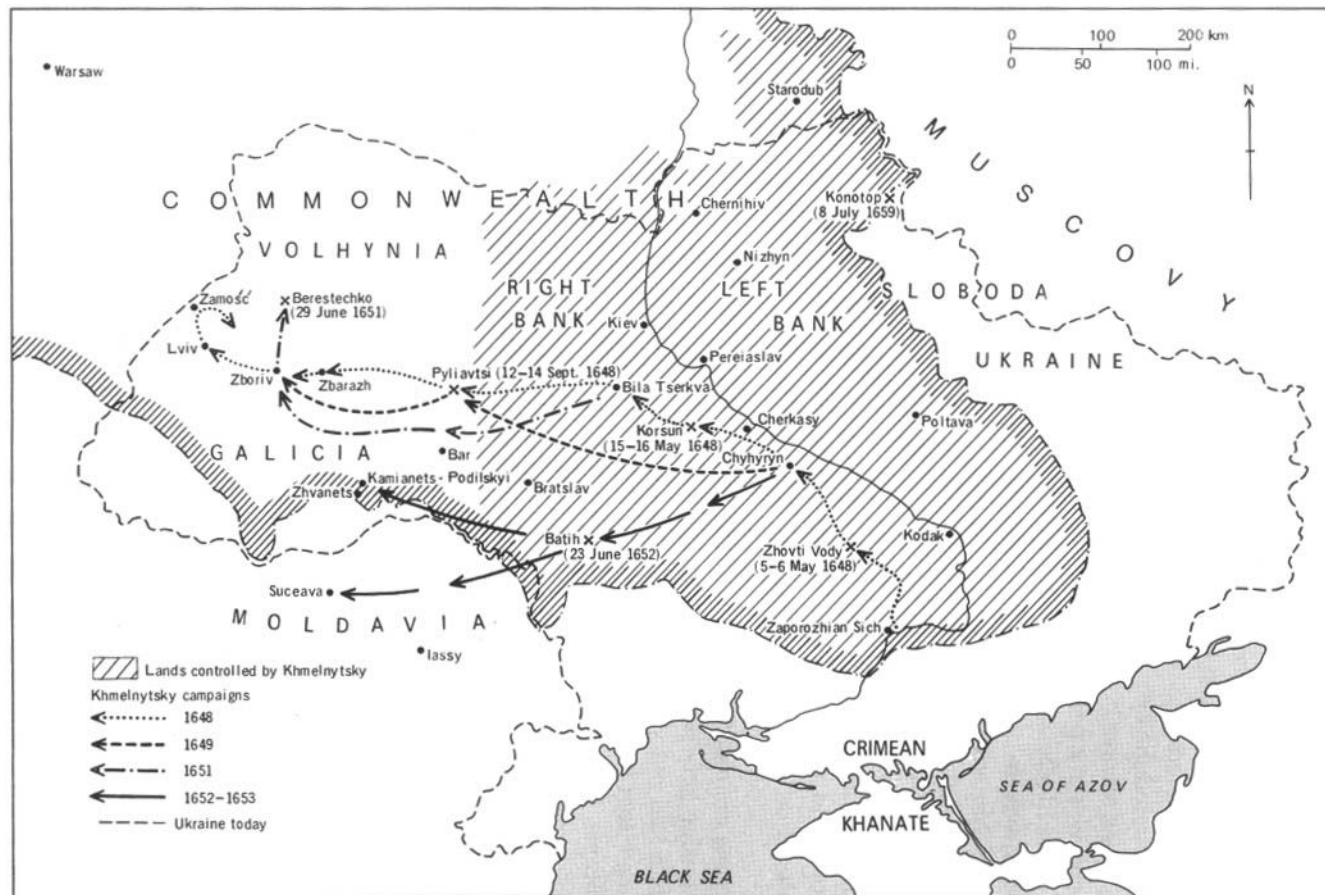 0 100 200 km
0 50 100 mi.
Warsaw
Starodub
N
MUSCOVY
COMMONWEALTH
Chernihiv
Konotop
(8 July 1659)
VOLHYNIA
Nizhyn
RIGHT
BANK
LEFT
BANK
SLOBODA
UKRAINE
Zamość
Berestechko
(29 June 1651)
Kiev
Lviv
Pereiaslav
Zboriv
Zbarazh
Pyliavtsi (12–14 Sept. 1648)
Bila Tserkva
Cherkasy
Poltava
Korsun
(15–16 May 1648)
GALICIA
Bar
Chyhyryn
Kamianets-Podilskyi
Zhvanets
Bratslav
Batih
(23 June 1652)
Kodak
Zhovti Vody
(5–6 May 1648)
Suceava
MOLDAVIA
Zaporozhian Sich
Iassy
Lands controlled by Khmelnytsky
Khmelnytsky campaigns
1648
1649
1651
1652–1653
Ukraine today
CRIMEAN
KHANATE
SEA OF AZOV
BLACK SEA